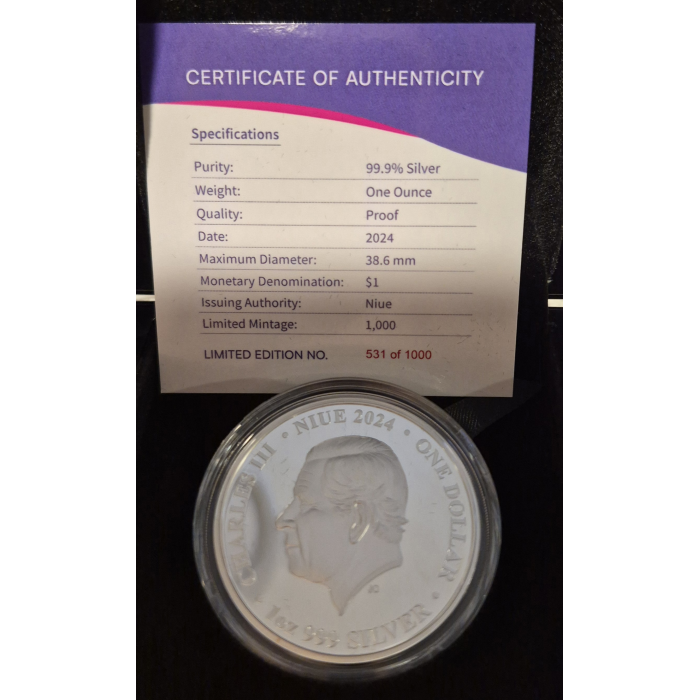 CERTIFICATE OF AUTHENTICITY
Specifications
Purity: 99.9% Silver
Weight: One Ounce
Quality: Proof
Date: 2024
Maximum Diameter: 38.6 mm
Monetary Denomination: $1
Issuing Authority: Niue
Limited Mintage: 1,000
LIMITED EDITION NO. 531 of 1000
CHARLES III • NIUE 2024 • ONE DOLLAR • 1oz 999 SILVER •